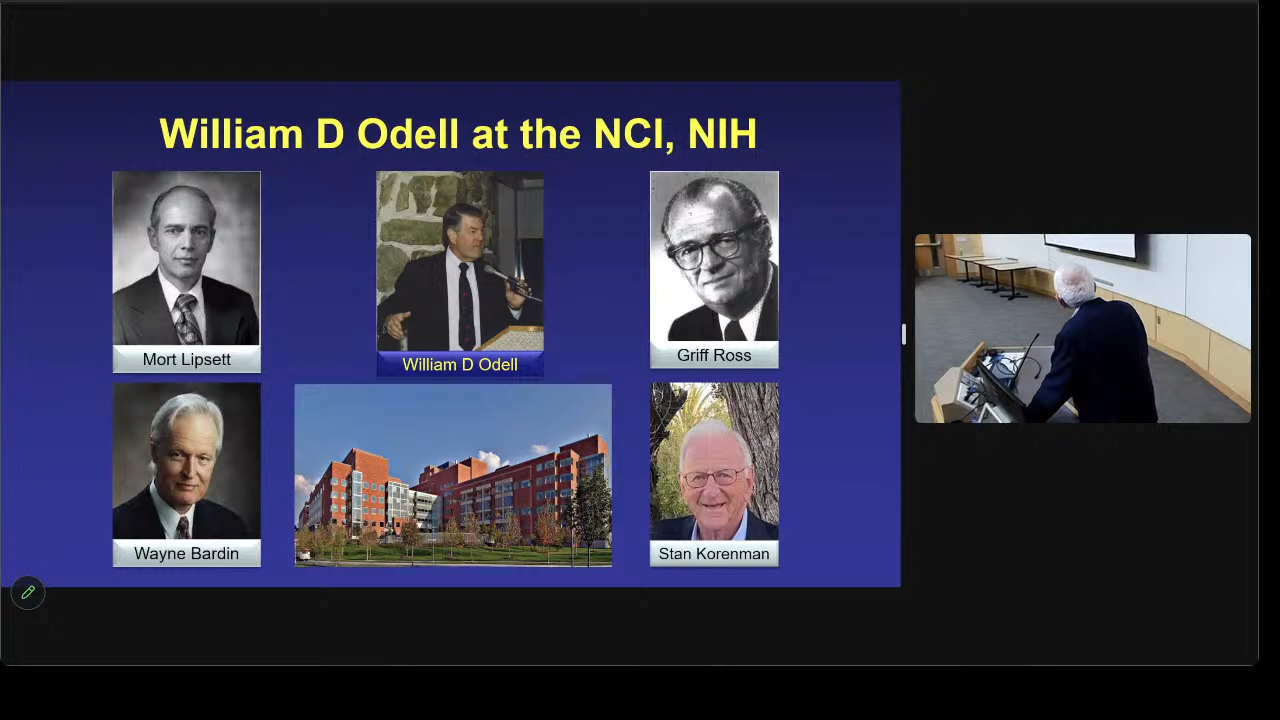 William D Odell at the NCI, NIH
Mort Lipsett
William D Odell
Griff Ross
Wayne Bardin
Stan Korenman